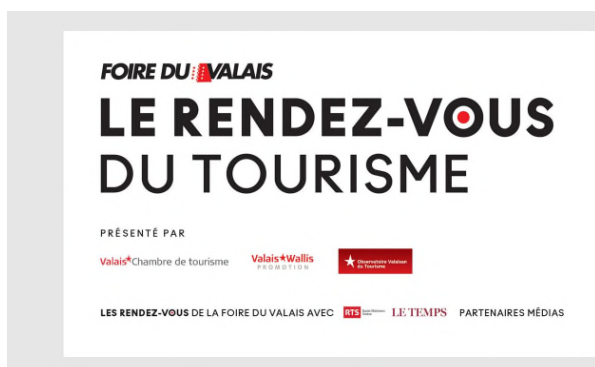 FOIRE DU VALAIS
LE RENDEZ-VOUS
DU TOURISME
PRÉSENTÉ PAR
Valais Chambre de tourisme
Valais Wallis
PROMOTION
Observatoire Valaisan
du Tourisme
LES RENDEZ-VOUS DE LA FOIRE DU VALAIS AVEC RTS LE TEMPS PARTENAIRES MÉDIAS